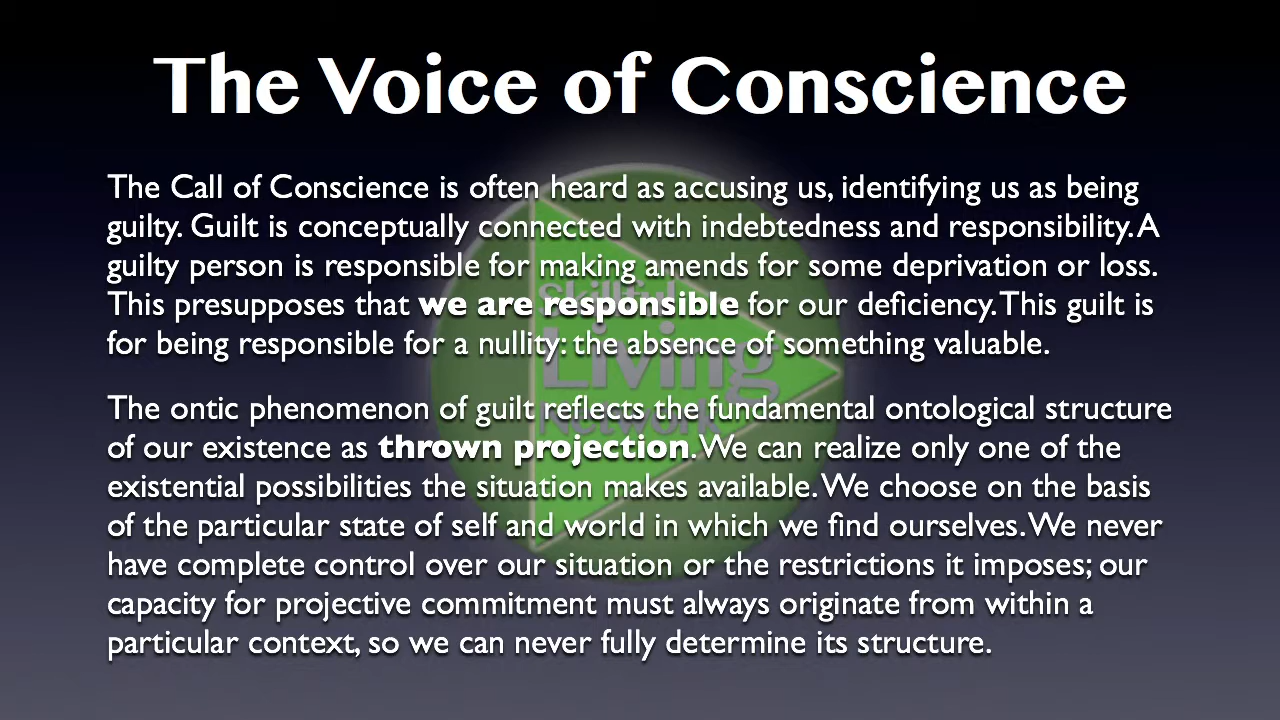 The Voice of Conscience
The Call of Conscience is often heard as accusing us, identifying us as being
guilty. Guilt is conceptually connected with indebtedness and responsibility. A
guilty person is responsible for making amends for some deprivation or loss.
This presupposes that we are responsible for our deficiency. This guilt is
for being responsible for a nullity: the absence of something valuable.
The ontic phenomenon of guilt reflects the fundamental ontological structure
of our existence as thrown projection. We can realize only one of the
existential possibilities the situation makes available. We choose on the basis
of the particular state of self and world in which we find ourselves. We never
have complete control over our situation or the restrictions it imposes; our
capacity for projective commitment must always originate from within a
particular context, so we can never fully determine its structure.
Skillful
Living
Network